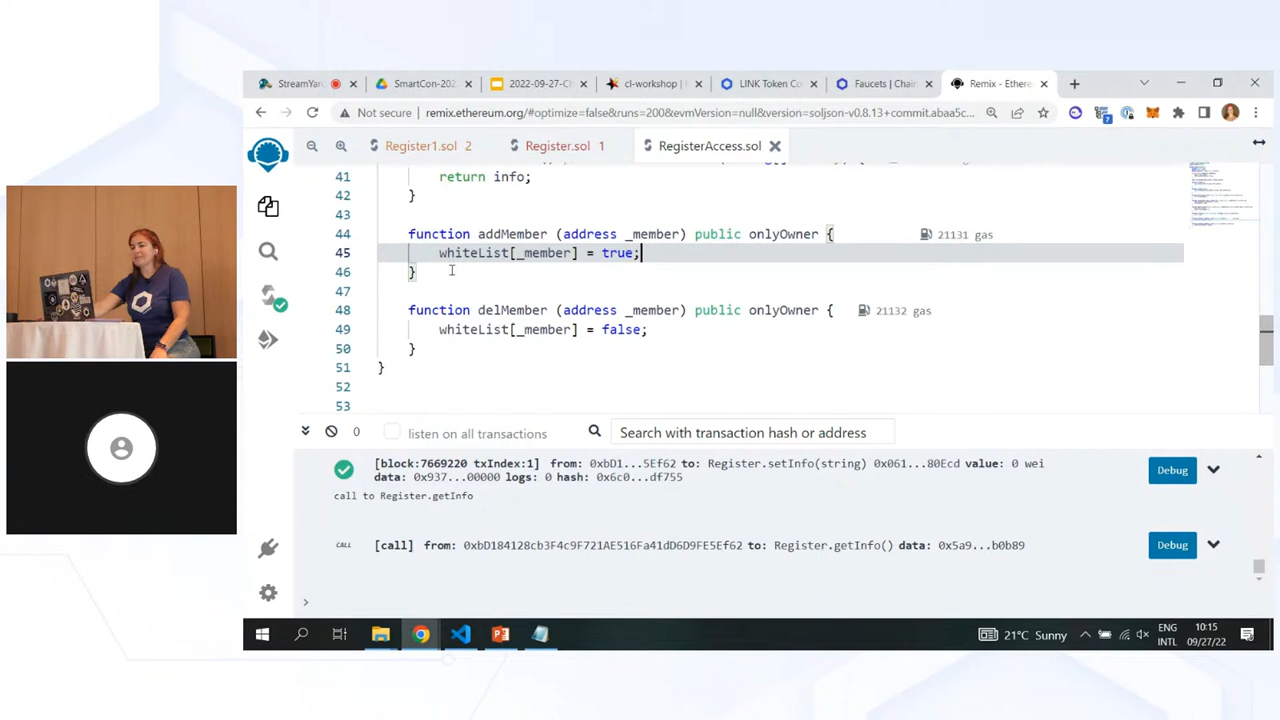 StreamYar
SmartCon-202
2022-09-27-Ch
cl-workshop |
LINK Token Co
Faucets | Chain
Remix - Ethere
Not secure | remix.ethereum.org/#optimize=false&runs=200&evmVersion=null&version=soljson-v0.8.13+commit.abaa5c...
7
Register1.sol 2
Register.sol 1
RegisterAccess.sol
41 return info;
42 }
43
44 function addMember (address _member) public onlyOwner { 21131 gas
45 whiteList[_member] = true;
46 }
47
48 function delMember (address _member) public onlyOwner { 21132 gas
49 whiteList[_member] = false;
50 }
51 }
52
53
0 listen on all transactions Search with transaction hash or address
[block:7669220 txIndex:1] from: 0xbD1...5Ef62 to: Register.setInfo(string) 0x061...80Ecd value: 0 wei
data: 0x937...00000 logs: 0 hash: 0x6c0...df755
Debug
call to Register.getInfo
CALL [call] from: 0xbD184128cb3F4c9F721AE516Fa41dD6D9FE5Ef62 to: Register.getInfo() data: 0x5a9...b0b89
Debug
>
21°C Sunny
ENG
INTL
10:15
09/27/22